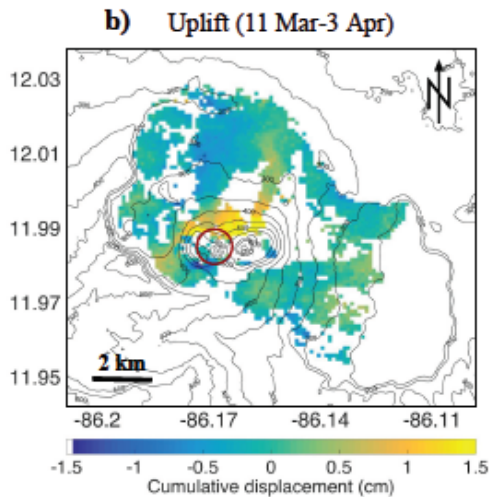 b) Uplift (11 Mar-3 Apr)
12.03
N
12.01
11.99
11.97
2 km
11.95
-86.2 -86.17 -86.14 -86.11
-1.5 -1 -0.5 0 0.5 1 1.5
Cumulative displacement (cm)